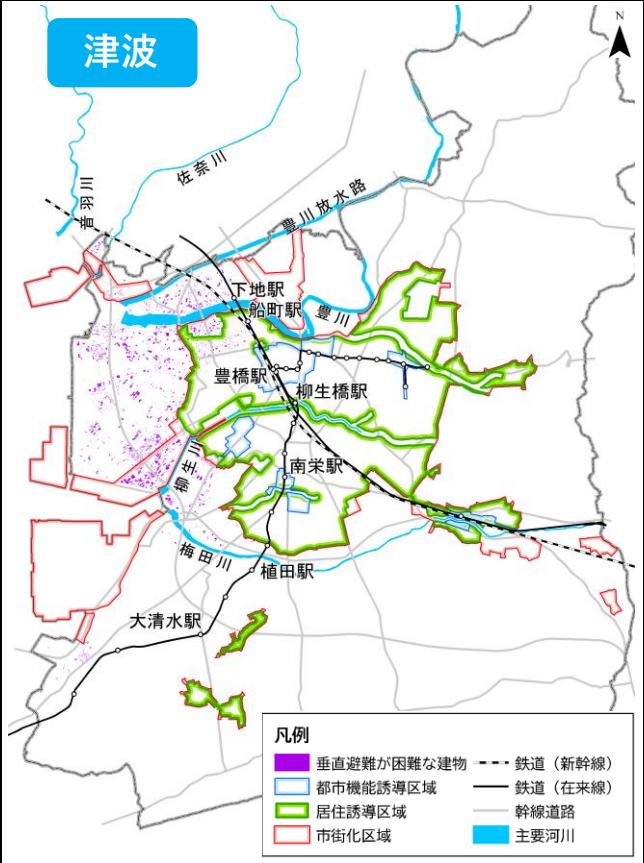 津波
N
音羽川
佐奈川
豊川放水路
下地駅
船町駅
豊川
豊橋駅
柳生橋駅
柳生川
南栄駅
梅田川
植田駅
大清水駅
凡例
垂直避難が困難な建物
都市機能誘導区域
居住誘導区域
市街化区域
鉄道（新幹線）
鉄道（在来線）
幹線道路
主要河川